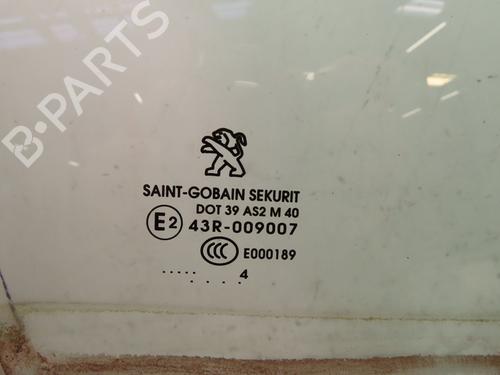 B-PARTS
SAINT-GOBAIN SEKURIT
DOT 39 AS2 M 40
E2 43R-009007
CCC E000189
..... 4
. . . .